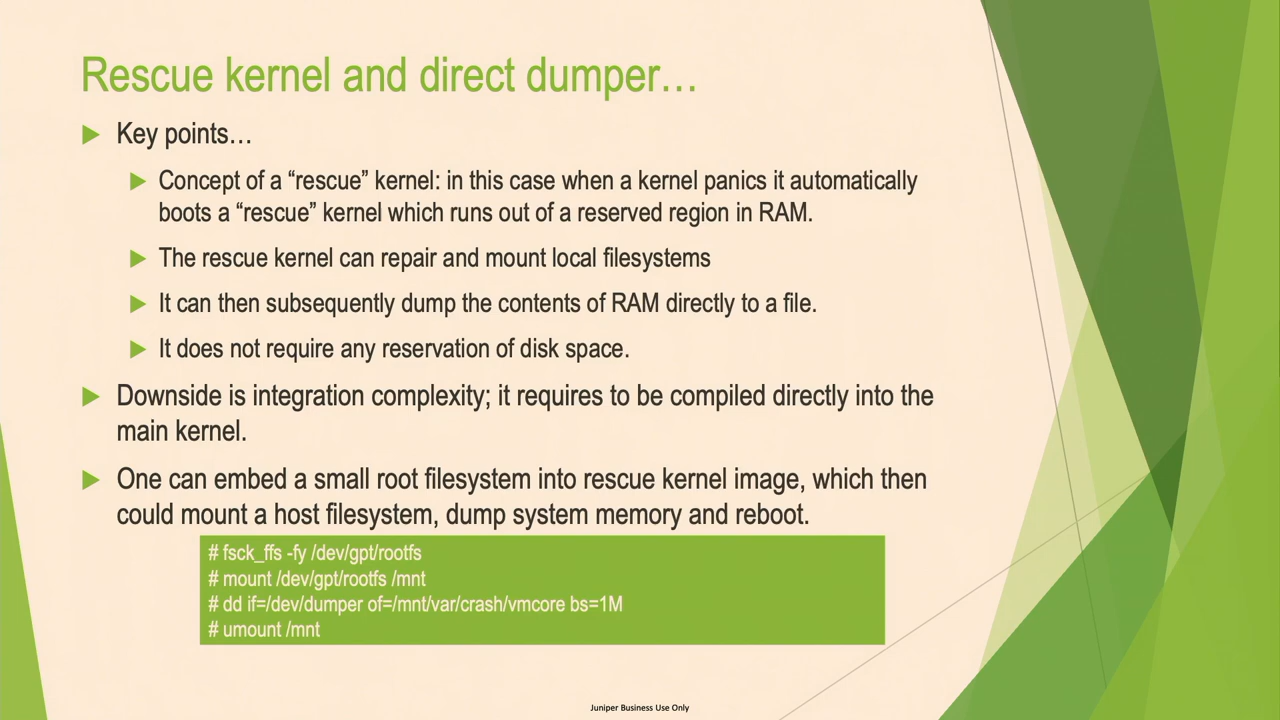 Rescue kernel and direct dumper…
Key points…
Concept of a “rescue” kernel: in this case when a kernel panics it automatically
boots a “rescue” kernel which runs out of a reserved region in RAM.
The rescue kernel can repair and mount local filesystems
It can then subsequently dump the contents of RAM directly to a file.
It does not require any reservation of disk space.
Downside is integration complexity; it requires to be compiled directly into the
main kernel.
One can embed a small root filesystem into rescue kernel image, which then
could mount a host filesystem, dump system memory and reboot.
# fsck_ffs -fy /dev/gpt/rootfs
# mount /dev/gpt/rootfs /mnt
# dd if=/dev/dumper of=/mnt/var/crash/vmcore bs=1M
# umount /mnt
Juniper Business Use Only